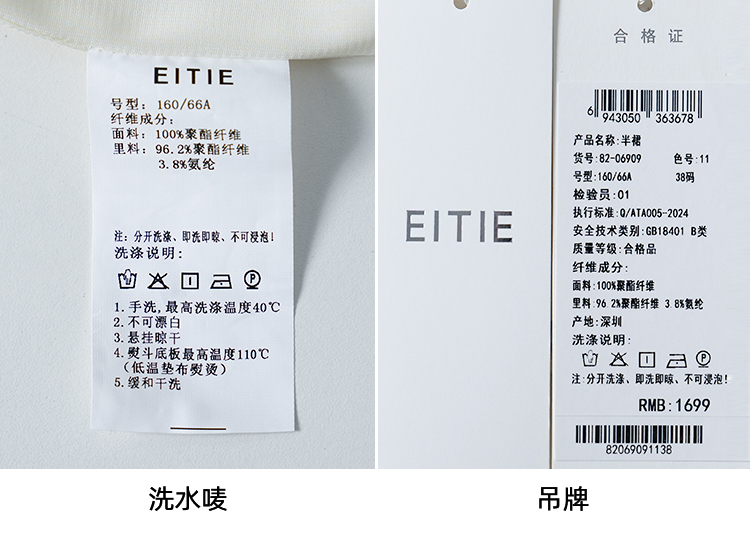 EITIE
号型: 160/66A
纤维成分:
面料: 100%聚酯纤维
里料: 96.2%聚酯纤维
3.8%氨纶
注: 分开洗涤、即洗即晾、不可浸泡!
洗涤说明:
1. 手洗, 最高洗涤温度40℃
2. 不可漂白
3. 悬挂晾干
4. 熨斗底板最高温度110℃
(低温垫布熨烫)
5. 缓和干洗
洗水唛
EITIE
合格证
6 943050 363678
产品名称: 半裙
货号: 82-06909 色号: 11
号型: 160/66A 38码
检验员: 01
执行标准: Q/ATA005-2024
安全技术类别: GB18401 B类
质量等级: 合格品
纤维成分:
面料: 100%聚酯纤维
里料: 96.2%聚酯纤维 3.8%氨纶
产地: 深圳
洗涤说明:
注: 分开洗涤、即洗即晾、不可浸泡!
RMB: 1699
82069091138
吊牌